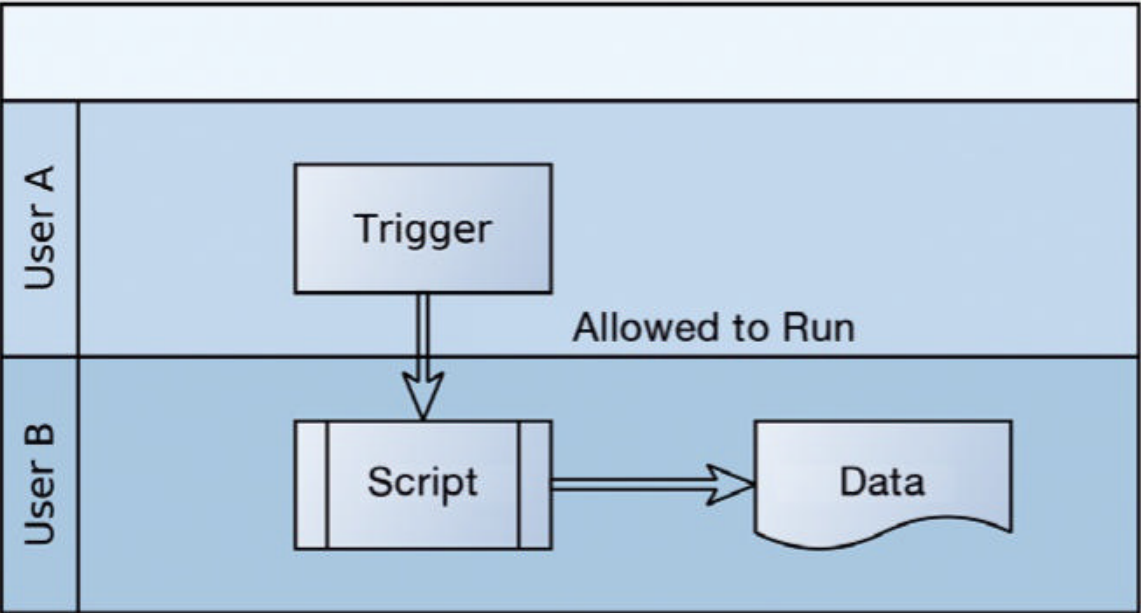 User A
Trigger
Allowed to Run
User B
Script
Data